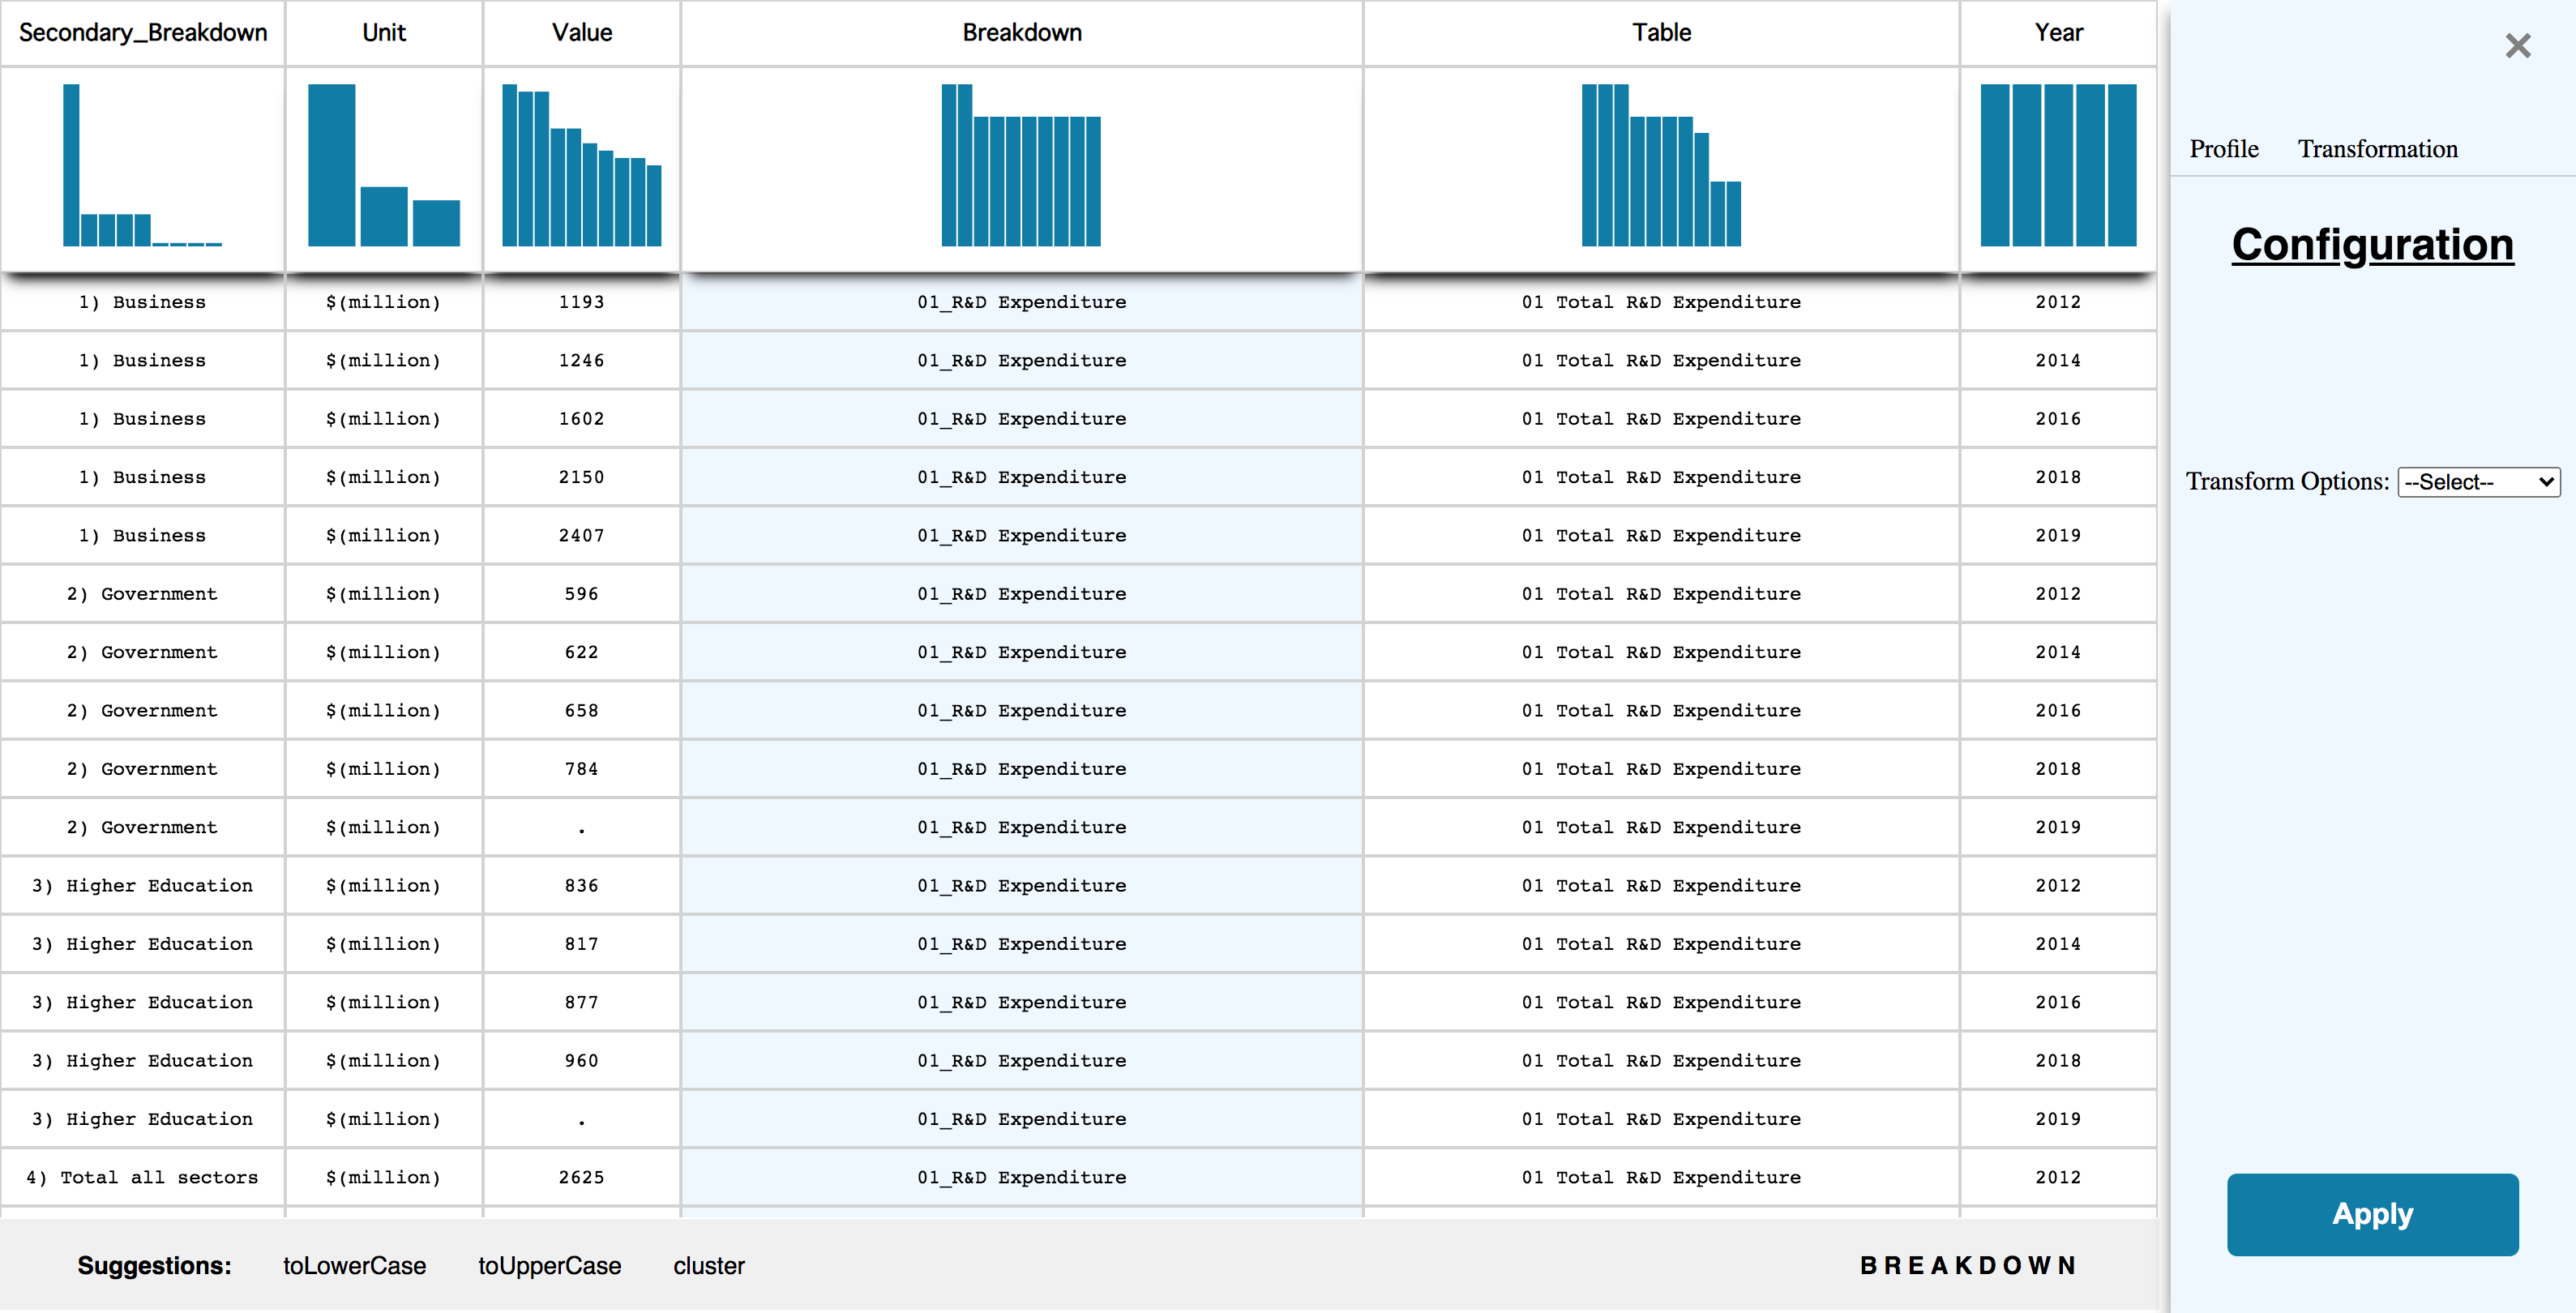 Secondary_Breakdown Unit Value Breakdown Table Year
✕
Profile Transformation
Configuration
1) Business $(million) 1193 01_R&D Expenditure 01 Total R&D Expenditure 2012
1) Business $(million) 1246 01_R&D Expenditure 01 Total R&D Expenditure 2014
1) Business $(million) 1602 01_R&D Expenditure 01 Total R&D Expenditure 2016
1) Business $(million) 2150 01_R&D Expenditure 01 Total R&D Expenditure 2018
Transform Options: --Select--
1) Business $(million) 2407 01_R&D Expenditure 01 Total R&D Expenditure 2019
2) Government $(million) 596 01_R&D Expenditure 01 Total R&D Expenditure 2012
2) Government $(million) 622 01_R&D Expenditure 01 Total R&D Expenditure 2014
2) Government $(million) 658 01_R&D Expenditure 01 Total R&D Expenditure 2016
2) Government $(million) 784 01_R&D Expenditure 01 Total R&D Expenditure 2018
2) Government $(million) . 01_R&D Expenditure 01 Total R&D Expenditure 2019
3) Higher Education $(million) 836 01_R&D Expenditure 01 Total R&D Expenditure 2012
3) Higher Education $(million) 817 01_R&D Expenditure 01 Total R&D Expenditure 2014
3) Higher Education $(million) 877 01_R&D Expenditure 01 Total R&D Expenditure 2016
3) Higher Education $(million) 960 01_R&D Expenditure 01 Total R&D Expenditure 2018
3) Higher Education $(million) . 01_R&D Expenditure 01 Total R&D Expenditure 2019
4) Total all sectors $(million) 2625 01_R&D Expenditure 01 Total R&D Expenditure 2012
Apply
Suggestions: toLowerCase toUpperCase cluster BREAKDOWN